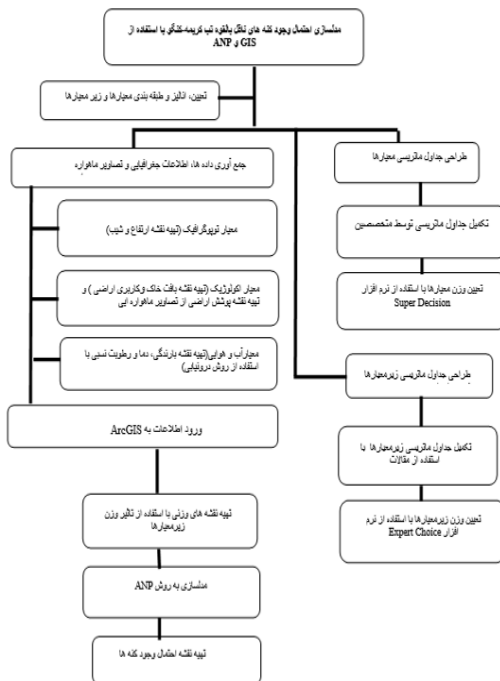 مدلسازی احتمال وجود کنه های ناقل بالقوه تب کریمه-کنگو با استفاده از
GIS و ANP
تعیین، انالیز و طبقه بندی معیارها و زیر معیارها
جمع آوری داده ها، اطلاعات جغرافیایی و تصاویر ماهواره
معیار توپوگرافیک (تهیه نقشه ارتفاع و شیب)
معیار اکولوژیک (تهیه نقشه بافت خاک وکاربری اراضی ) و
تهیه نقشه پوشش اراضی از تصاویر ماهواره ایی
معیارآب و هوایی(تهیه نقشه بارندگی، دما و رطوبت نسبی با
استفاده از روش درونیابی)
ورود اطلاعات به ArcGIS
تهیه نقشه های وزنی با استفاده از تاثیر وزن
زیرمعیارها
مدلسازی به روش ANP
تهیه نقشه احتمال وجود کنه ها
طراحی جداول ماتریسی معیارها
تکمیل جداول ماتریسی توسط متخصصین
تعیین وزن معیارها با استفاده از نرم افزار
Super Decision
طراحی جداول ماتریسی زیرمعیارها
تکمیل جداول ماتریسی زیرمعیارها با
استفاده از مقالات
تعیین وزن زیرمعیارها با استفاده از نرم
افزار Expert Choice